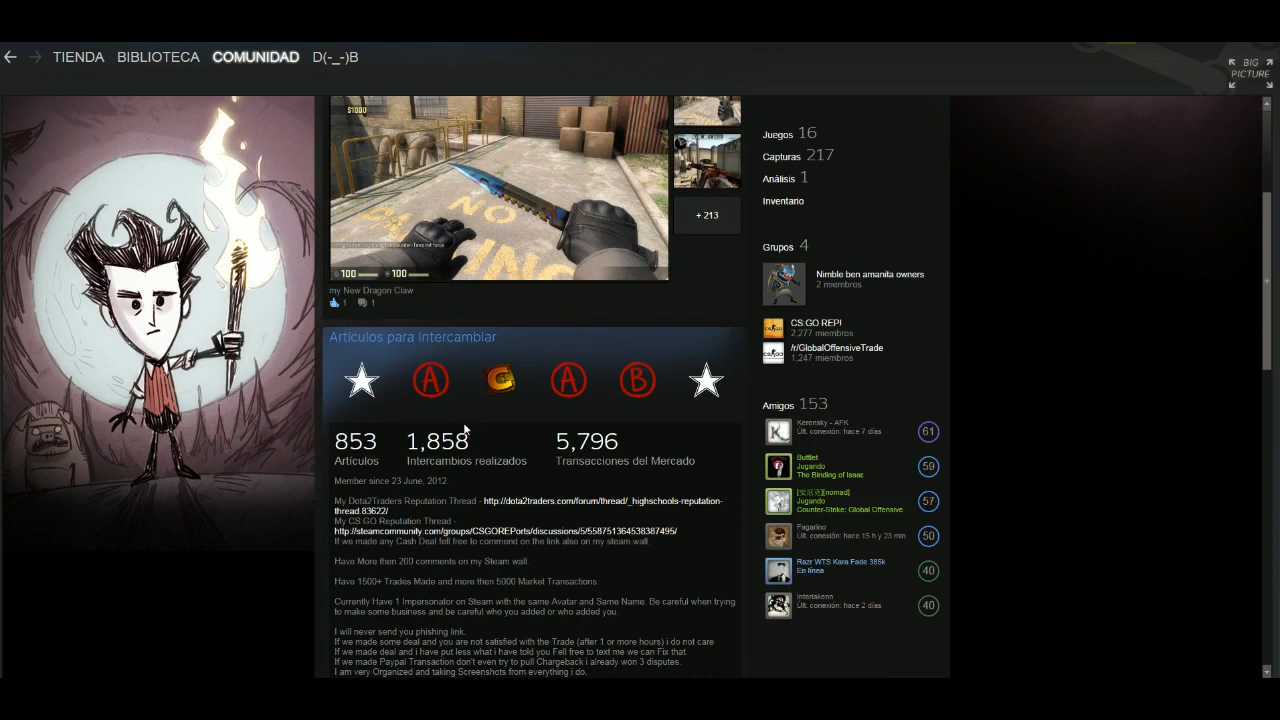 TIENDA BIBLIOTECA COMUNIDAD D(-_-)B
BIG
PICTURE
$1000
NO
100 100
my New Dragon Claw
1 1
+ 213
Artículos para Intercambiar
A C A B
853 1,858 5,796
Artículos Intercambios realizados Transacciones del Mercado
Member since 23 June, 2012.
My Dota2Traders Reputation Thread - http://dota2traders.com/forum/thread/_highschools-reputation-
thread.83622/
My CS:GO Reputation Thread -
http://steamcommunity.com/groups/CSGOREPorts/discussions/5/558751364538387495/
If we made any Cash Deal fell free to commend on the link also on my steam wall.
Have More then 200 comments on my Steam wall.
Have 1500+ Trades Made and more then 5000 Market Transactions.
Currently Have 1 Impersonator on Steam with the same Avatar and Same Name. Be careful when trying
to make some business and be careful who you added or who added you
I will never send you phishing link.
If we made some deal and you are not satisfied with the Trade (after 1 or more hours) i do not care
If we made deal and i have put less what i have told you Fell free to text me we can Fix that.
If we made Paypal Transaction don't even try to pull Chargeback i already won 3 disputes.
I am very Organized and taking Screenshots from everything i do.
Juegos 16
Capturas 217
Análisis 1
Inventario
Grupos 4
Nimble ben amanita owners
2 miembros
CS:GO REP!
2,277 miembros
/r/GlobalOffensiveTrade
1,247 miembros
Amigos 153
Kerensky - AFK
Últ. conexión: hace 7 días
61
Buttlet
Jugando
The Binding of Isaac
59
[nomad]
Jugando
Counter-Strike: Global Offensive
57
Fagarino
Últ. conexión: hace 15 h y 23 min
50
Razr WTS Kara Fade 385k
En línea
40
Interlakenn
Últ. conexión: hace 2 días
40